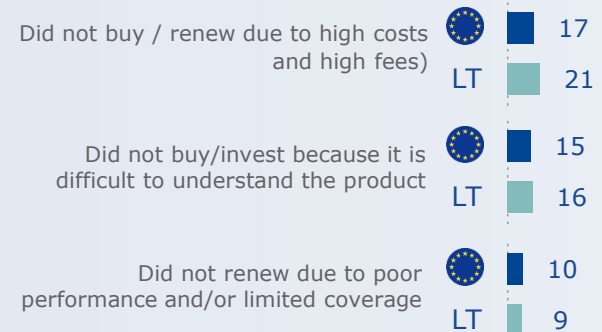 Did not buy / renew due to high costs
and high fees)
17
LT 21
Did not buy/invest because it is
difficult to understand the product
15
LT 16
Did not renew due to poor
performance and/or limited coverage
10
LT 9